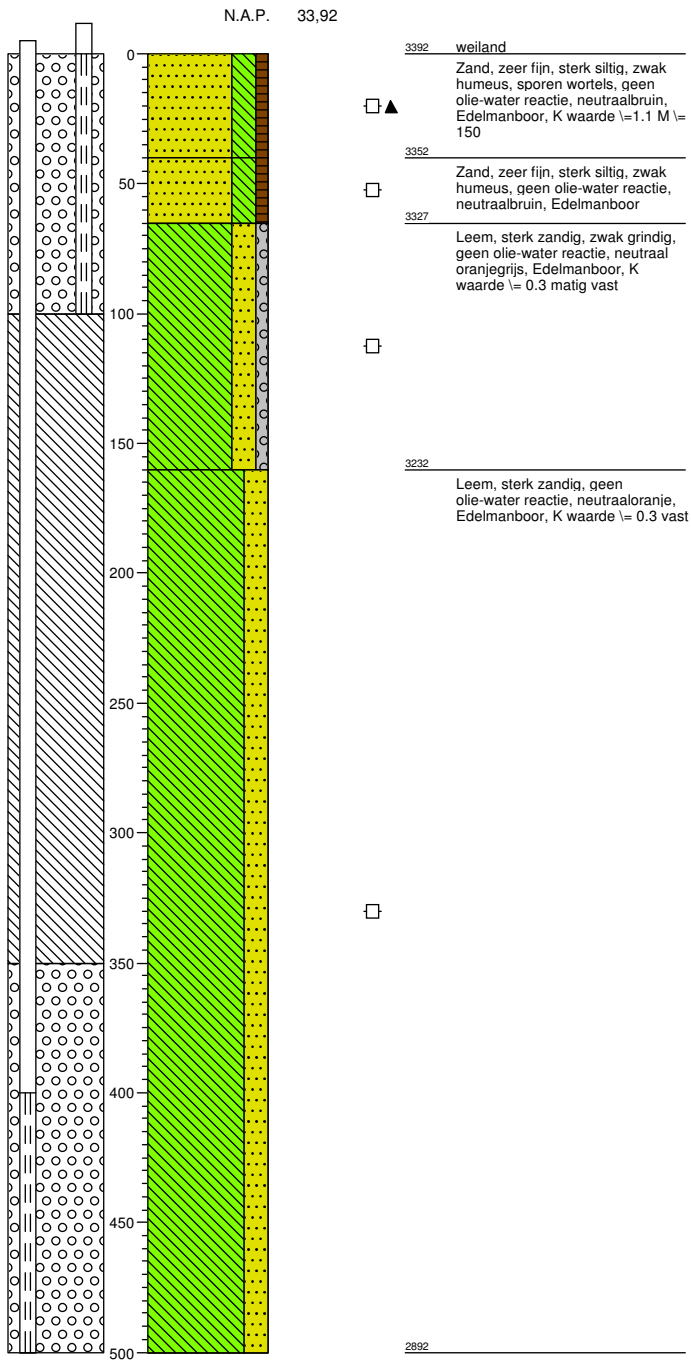 N.A.P. 33,92
0
50
100
150
200
250
300
350
400
450
500
3392 weiland
Zand, zeer fijn, sterk siltig, zwak
humeus, sporen wortels, geen
olie-water reactie, neutraalbruin,
Edelmanboor, K waarde \=1.1 M \=
150
3352
Zand, zeer fijn, sterk siltig, zwak
humeus, geen olie-water reactie,
neutraalbruin, Edelmanboor
3327
Leem, sterk zandig, zwak grindig,
geen olie-water reactie, neutraal
oranjegrijs, Edelmanboor, K
waarde \= 0.3 matig vast
3232
Leem, sterk zandig, geen
olie-water reactie, neutraaloranje,
Edelmanboor, K waarde \= 0.3 vast
2892